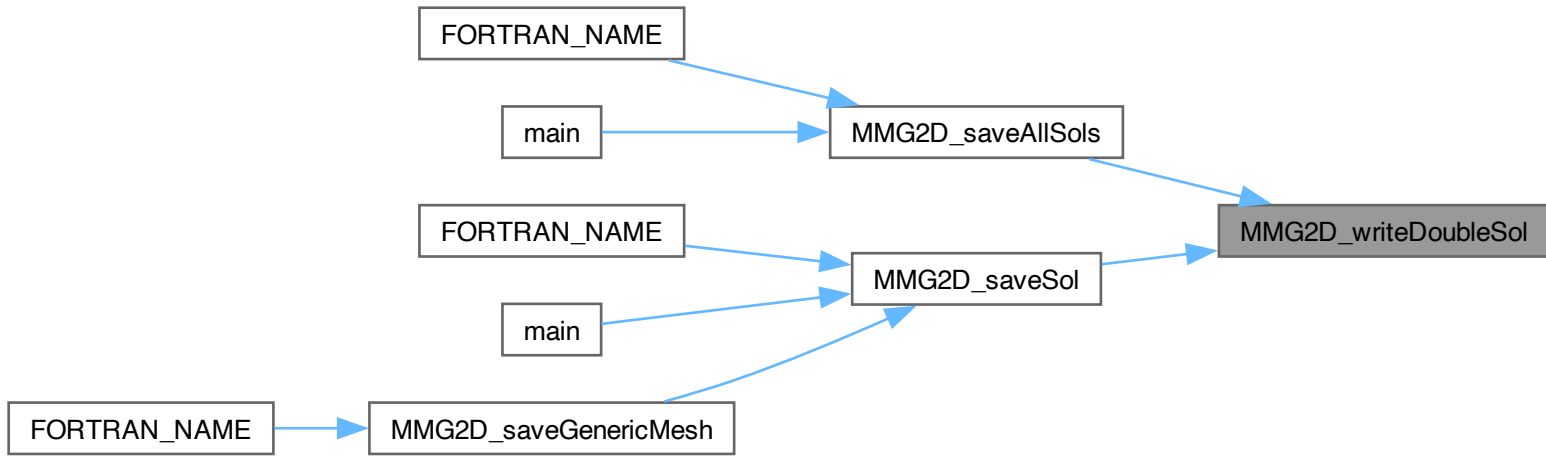 FORTRAN_NAME
main
MMG2D_saveAllSols
FORTRAN_NAME
MMG2D_writeDoubleSol
MMG2D_saveSol
main
FORTRAN_NAME
MMG2D_saveGenericMesh